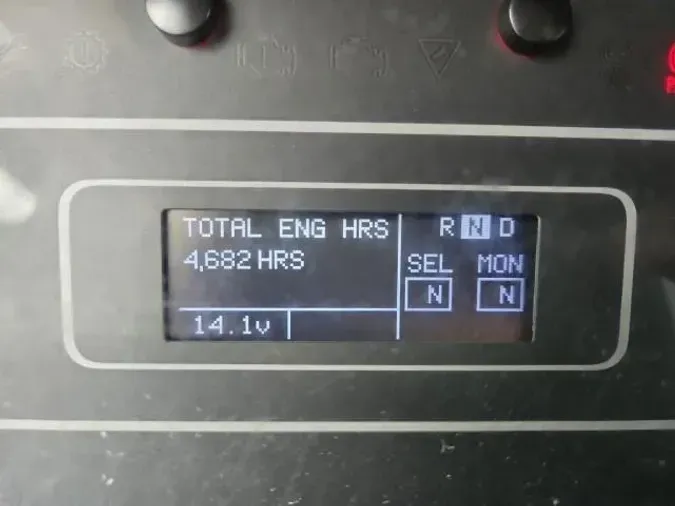 TOTAL ENG HRS
4,682 HRS
14.1v
R N D
SEL MON
N N